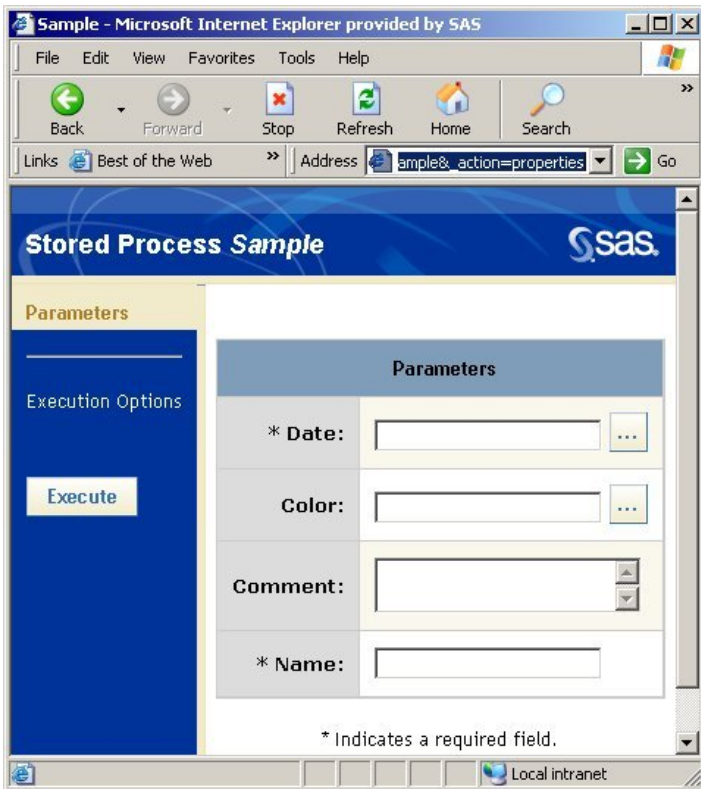 Sample - Microsoft Internet Explorer provided by SAS
File Edit View Favorites Tools Help
Back Forward Stop Refresh Home Search
Links Best of the Web » Address ample&_action=properties Go
Stored Process Sample sas.
Parameters
Parameters
Execution Options
* Date: ...
Execute
Color: ...
Comment:
* Name:
* Indicates a required field.
Local intranet